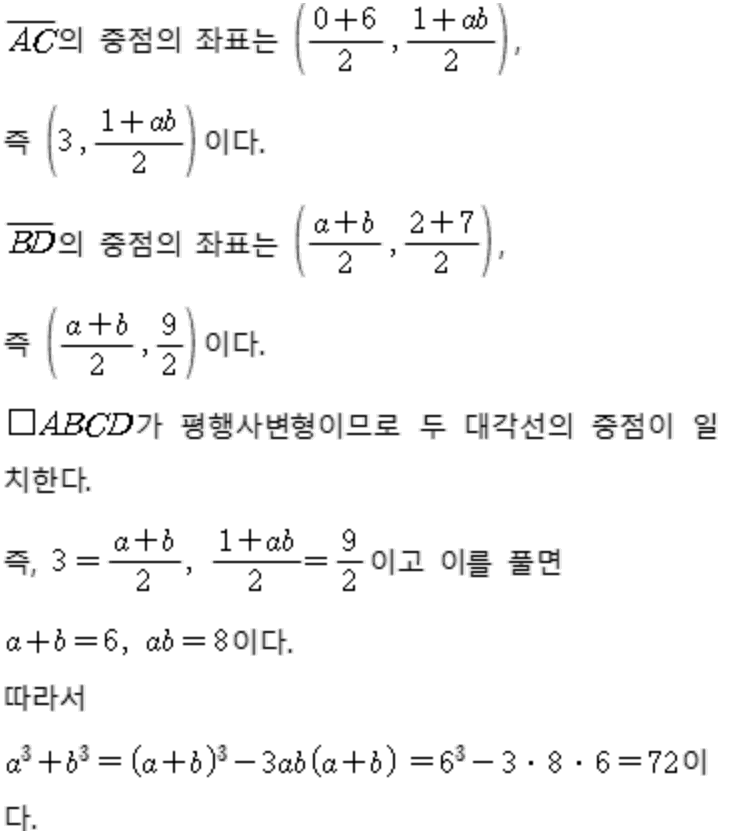 $\overline{AC}$의 중점의 좌표는 $\left(\frac{0+6}{2}, \frac{1+ab}{2}\right)$,
즉 $\left(3, \frac{1+ab}{2}\right)$이다.
$\overline{BD}$의 중점의 좌표는 $\left(\frac{a+b}{2}, \frac{2+7}{2}\right)$,
즉 $\left(\frac{a+b}{2}, \frac{9}{2}\right)$이다.
□ABCD가 평행사변형이므로 두 대각선의 중점이 일
치한다.
즉, $3=\frac{a+b}{2}$, $\frac{1+ab}{2}=\frac{9}{2}$이고 이를 풀면
$a+b=6$, $ab=8$이다.
따라서
$a^3+b^3=(a+b)^3-3ab(a+b)=6^3-3\cdot8\cdot6=72$이
다.